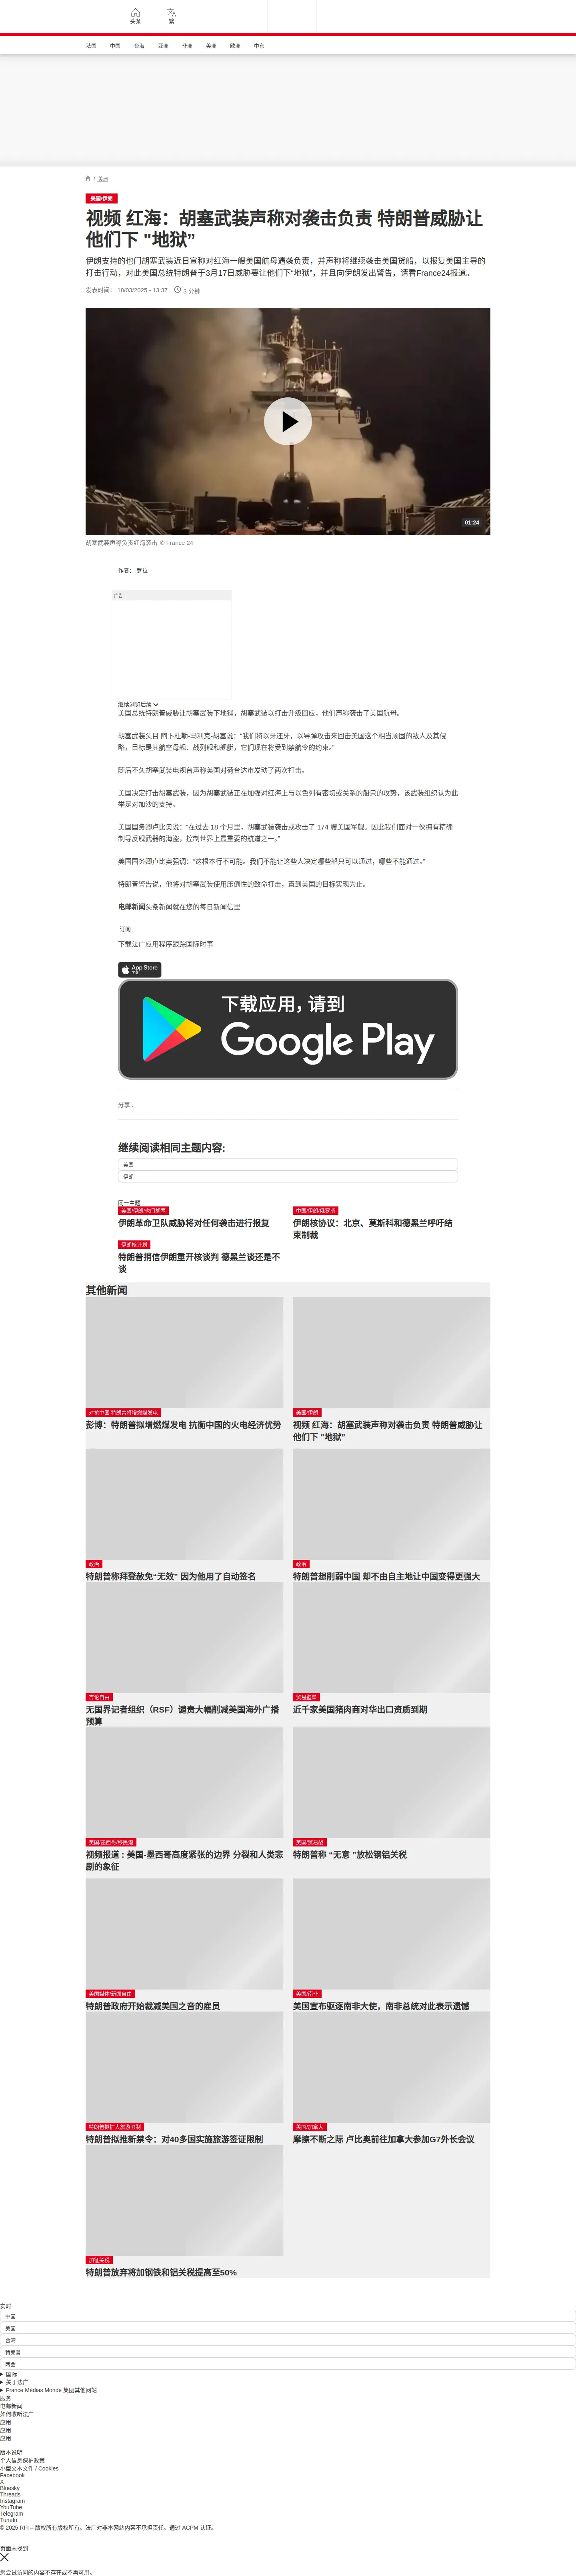 头条
繁
法国 中国 台海 亚洲 非洲 美洲 欧洲 中东
/ 美洲
美国/伊朗
视频 红海：胡塞武装声称对袭击负责 特朗普威胁让
他们下 "地狱”
伊朗支持的也门胡塞武装近日宣称对红海一艘美国航母遇袭负责，并声称将继续袭击美国货船，以报复美国主导的
打击行动，对此美国总统特朗普于3月17日威胁要让他们下“地狱”，并且向伊朗发出警告，请看France24报道。
发表时间： 18/03/2025 - 13:37 3 分钟
01:24
胡塞武装声称负责红海袭击 © France 24
作者： 罗拉
广告
继续浏览后续
美国总统特朗普威胁让胡塞武装下地狱，胡塞武装以打击升级回应，他们声称袭击了美国航母。
胡塞武装头目 阿卜杜勒-马利克-胡塞说：“我们将以牙还牙，以导弹攻击来回击美国这个相当顽固的敌人及其侵
略，目标是其航空母舰、战列舰和舰艇，它们现在将受到禁航令的约束。”
随后不久胡塞武装电视台声称美国对荷台达市发动了两次打击。
美国决定打击胡塞武装，因为胡塞武装正在加强对红海上与以色列有密切或关系的船只的攻势，该武装组织认为此
举是对加沙的支持。
美国国务卿卢比奥说：“在过去 18 个月里，胡塞武装袭击或攻击了 174 艘美国军舰。因此我们面对一伙拥有精确
制导反舰武器的海盗，控制世界上最重要的航道之一。”
美国国务卿卢比奥强调：“这根本行不可能。我们不能让这些人决定哪些船只可以通过，哪些不能通过。”
特朗普警告说，他将对胡塞武装使用压倒性的致命打击，直到美国的目标实现为止。
电邮新闻头条新闻就在您的每日新闻信里
订阅
下载法广应用程序跟踪国际时事
App Store
下载
下载应用，请到
Google Play
分享 :
继续阅读相同主题内容:
美国
伊朗
同一主题
美国/伊朗/也门胡塞
伊朗革命卫队威胁将对任何袭击进行报复
中国/伊朗/俄罗斯
伊朗核协议：北京、莫斯科和德黑兰呼吁结
束制裁
伊朗核计划
特朗普捎信伊朗重开核谈判 德黑兰谈还是不
谈
其他新闻
对抗中国 特朗普将增燃煤发电
彭博：特朗普拟增燃煤发电 抗衡中国的火电经济优势
美国/伊朗
视频 红海：胡塞武装声称对袭击负责 特朗普威胁让
他们下 "地狱”
政治
特朗普称拜登赦免“无效” 因为他用了自动签名
政治
特朗普想削弱中国 却不由自主地让中国变得更强大
言论自由
无国界记者组织（RSF）谴责大幅削减美国海外广播
预算
贸易壁垒
近千家美国猪肉商对华出口资质到期
美国/墨西哥/移民潮
视频报道 : 美国-墨西哥高度紧张的边界 分裂和人类悲
剧的象征
美国/贸易战
特朗普称 “无意 ”放松钢铝关税
美国媒体/新闻自由
特朗普政府开始裁减美国之音的雇员
美国/南非
美国宣布驱逐南非大使，南非总统对此表示遗憾
特朗普拟扩大旅游限制
特朗普拟推新禁令：对40多国实施旅游签证限制
美国/加拿大
摩擦不断之际 卢比奥前往加拿大参加G7外长会议
加征关税
特朗普放弃将加钢铁和铝关税提高至50%
实时
中国
美国
台湾
特朗普
两会
国际
关于法广
France Médias Monde 集团其他网站
服务
电邮新闻
如何收听法广
应用
应用
应用
版本说明
个人信息保护政策
小型文本文件 / Cookies
Facebook
X
Bluesky
Threads
Instagram
YouTube
Telegram
TuneIn
© 2025 RFI – 版权所有版权所有。法广对非本网站内容不承担责任。通过 ACPM 认证。
页面未找到
您尝试访问的内容不存在或不再可用。